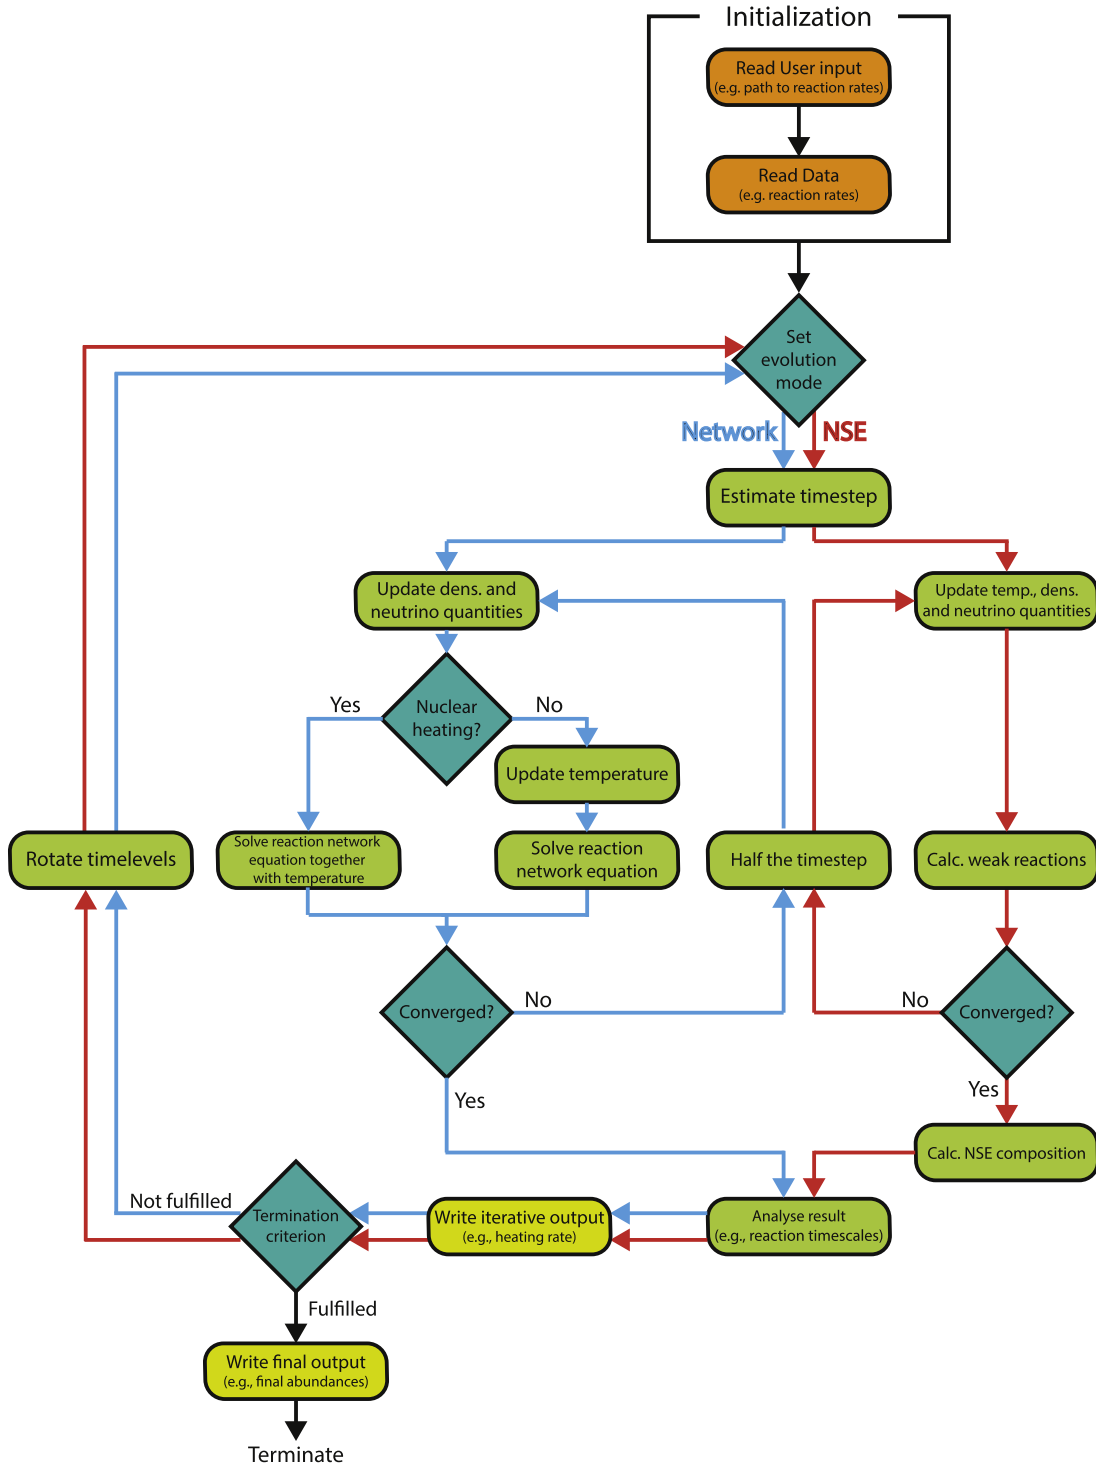 Initialization
Read User input
(e.g. path to reaction rates)
Read Data
(e.g. reaction rates)
Set
evolution
mode
Network
NSE
Estimate timestep
Update dens. and
neutrino quantities
Update temp., dens.
and neutrino quantities
Yes
Nuclear
heating?
No
Update temperature
Rotate timelevels
Solve reaction network
equation together
with temperature
Solve reaction
network equation
Half the timestep
Calc. weak reactions
Converged?
No
No
Converged?
Yes
Yes
Calc. NSE composition
Not fulfilled
Termination
criterion
Write iterative output
(e.g., heating rate)
Analyse result
(e.g., reaction timescales)
Fulfilled
Write final output
(e.g., final abundances)
Terminate